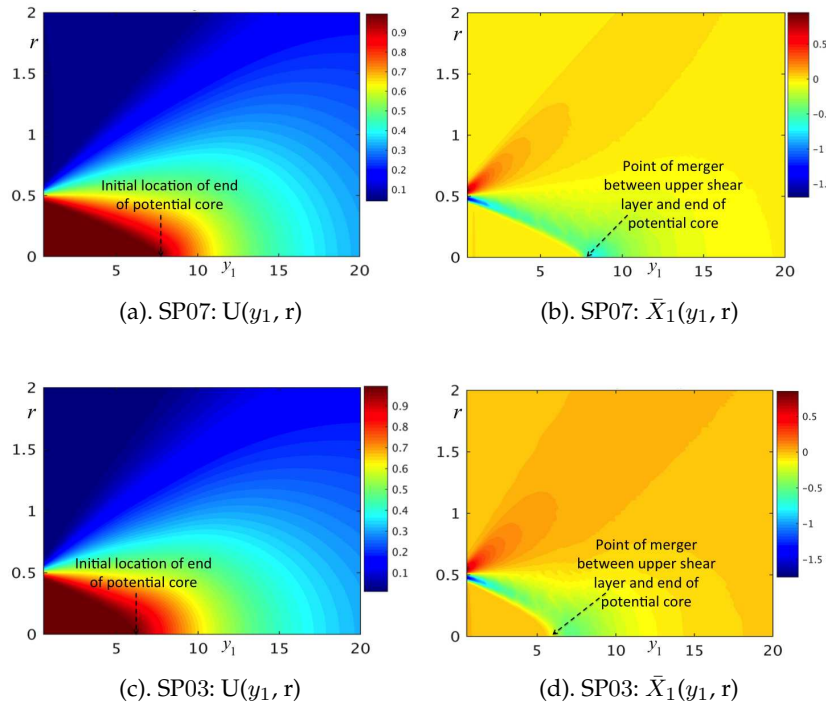 2
r
1.5
1
0.5
0
5
10
15
20
y₁
0.9
0.8
0.7
0.6
0.5
0.4
0.3
0.2
0.1
Initial location of end
of potential core
(a). SP07: U(y₁, r)
2
r
1.5
1
0.5
0
5
10
15
20
y₁
0.5
0
−0.5
−1
Point of merger
between upper shear
layer and end of
potential core
(b). SP07: X̄₁(y₁, r)
2
r
1.5
1
0.5
0
5
10
15
20
y₁
0.9
0.8
0.7
0.6
0.5
0.4
0.3
0.2
0.1
Initial location of end
of potential core
(c). SP03: U(y₁, r)
2
r
1.5
1
0.5
0
5
10
15
20
y₁
0.5
0
−0.5
−1
−1.5
Point of merger
between upper shear
layer and end of
potential core
(d). SP03: X̄₁(y₁, r)